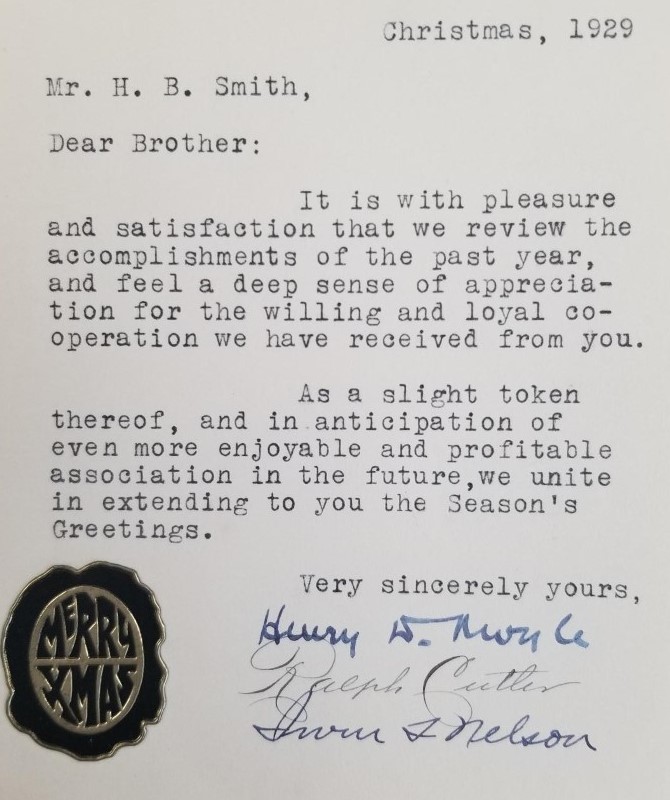 Christmas, 1929
Mr. H. B. Smith,
Dear Brother:
It is with pleasure
and satisfaction that we review the
accomplishments of the past year,
and feel a deep sense of apprecia-
tion for the willing and loyal co-
operation we have received from you.
As a slight token
thereof, and in anticipation of
even more enjoyable and profitable
association in the future,we unite
in extending to you the Season's
Greetings.
Very sincerely yours,
Henry D. Moyle
Ralph Cutler
L Nelson
MERRY
XMAS